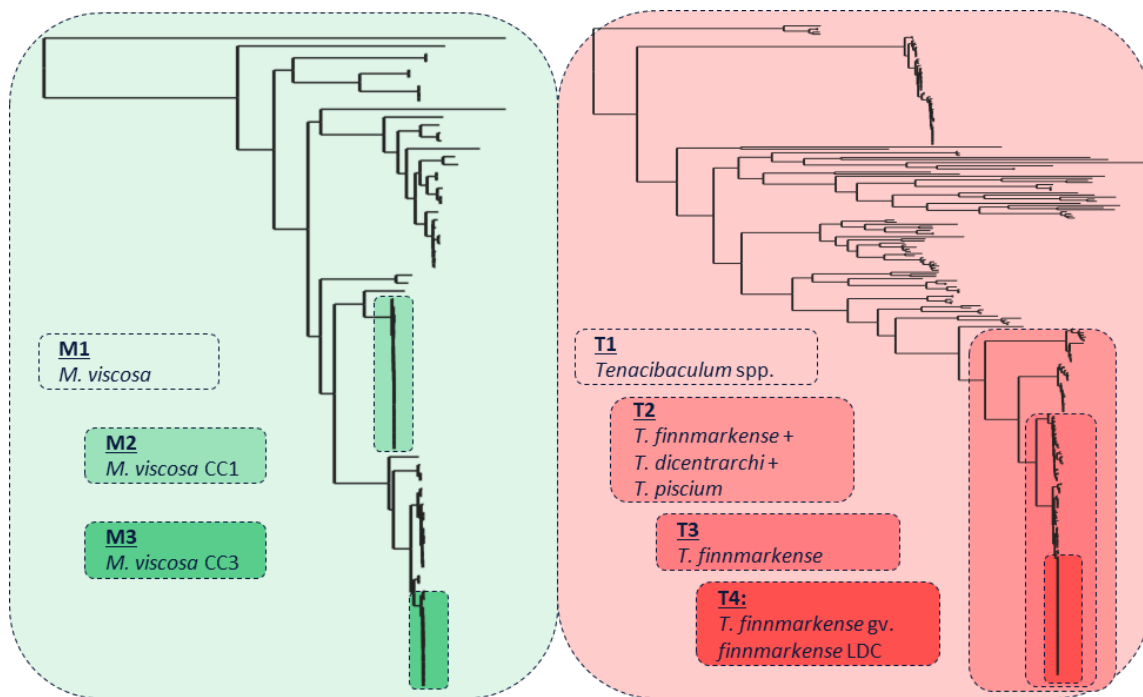 M1
M. viscosa
M2
M. viscosa CC1
M3
M. viscosa CC3
T1
Tenacibaculum spp.
T2
T. finnmarkense +
T. dicentrarchi +
T. piscium
T3
T. finnmarkense
T4:
T. finnmarkense gv.
finnmarkense LDC